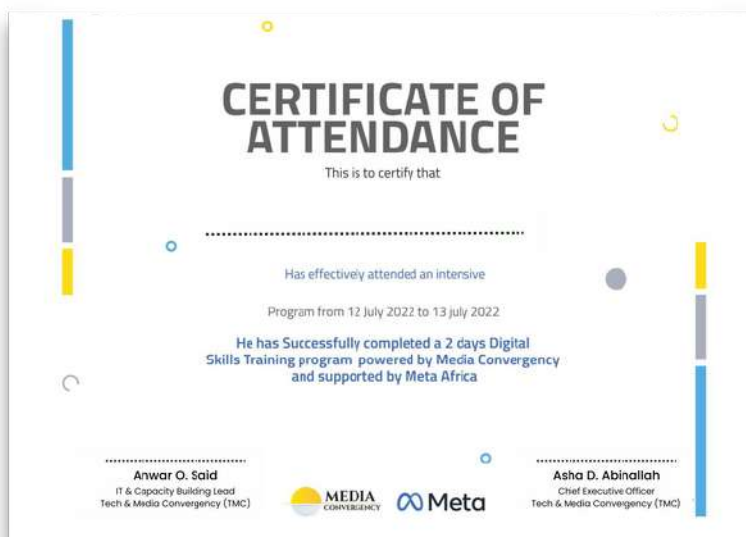 CERTIFICATE OF
ATTENDANCE
This is to certify that
Has effectively attended an intensive
Program from 12 July 2022 to 13 july 2022
He has Successfully completed a 2 days Digital
Skills Training program powered by Media Convergency
and supported by Meta Africa
Anwar O. Said
IT & Capacity Building Lead
Tech & Media Convergency (TMC)
MEDIA
CONVERGENCY
Meta
Asha D. Abinallah
Chief Executive Officer
Tech & Media Convergency (TMC)